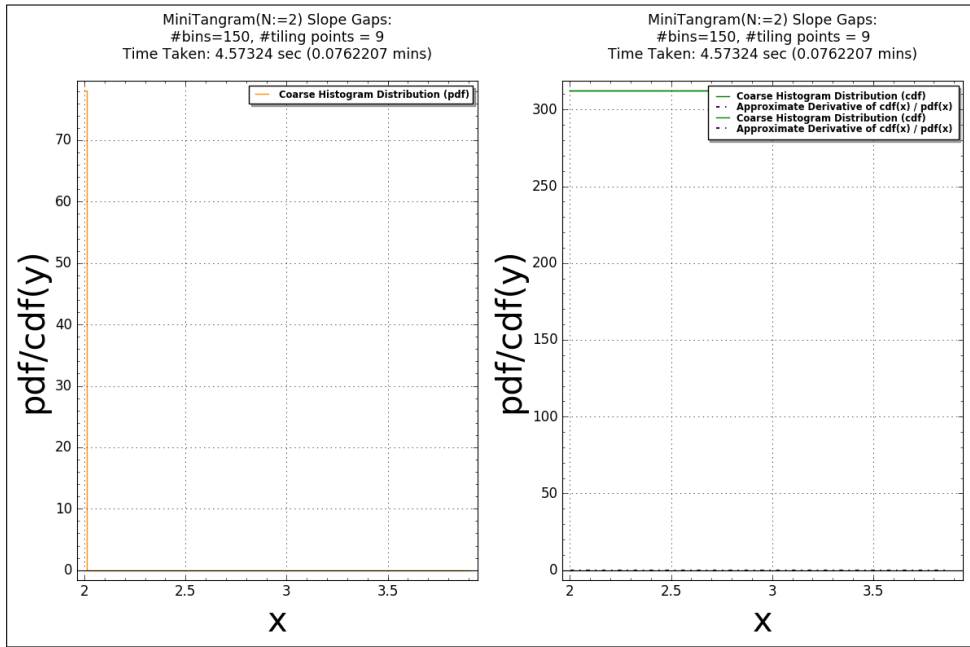 MiniTangram(N:=2) Slope Gaps:
#bins=150, #tiling points = 9
Time Taken: 4.57324 sec (0.0762207 mins)
Coarse Histogram Distribution (pdf)
70
60
50
40
30
20
10
0
2
2.5
3
3.5
pdf/cdf(y)
x
MiniTangram(N:=2) Slope Gaps:
#bins=150, #tiling points = 9
Time Taken: 4.57324 sec (0.0762207 mins)
Coarse Histogram Distribution (cdf)
Approximate Derivative of cdf(x) / pdf(x)
Coarse Histogram Distribution (cdf)
Approximate Derivative of cdf(x) / pdf(x)
300
250
200
150
100
50
0
2
2.5
3
3.5
pdf/cdf(y)
x